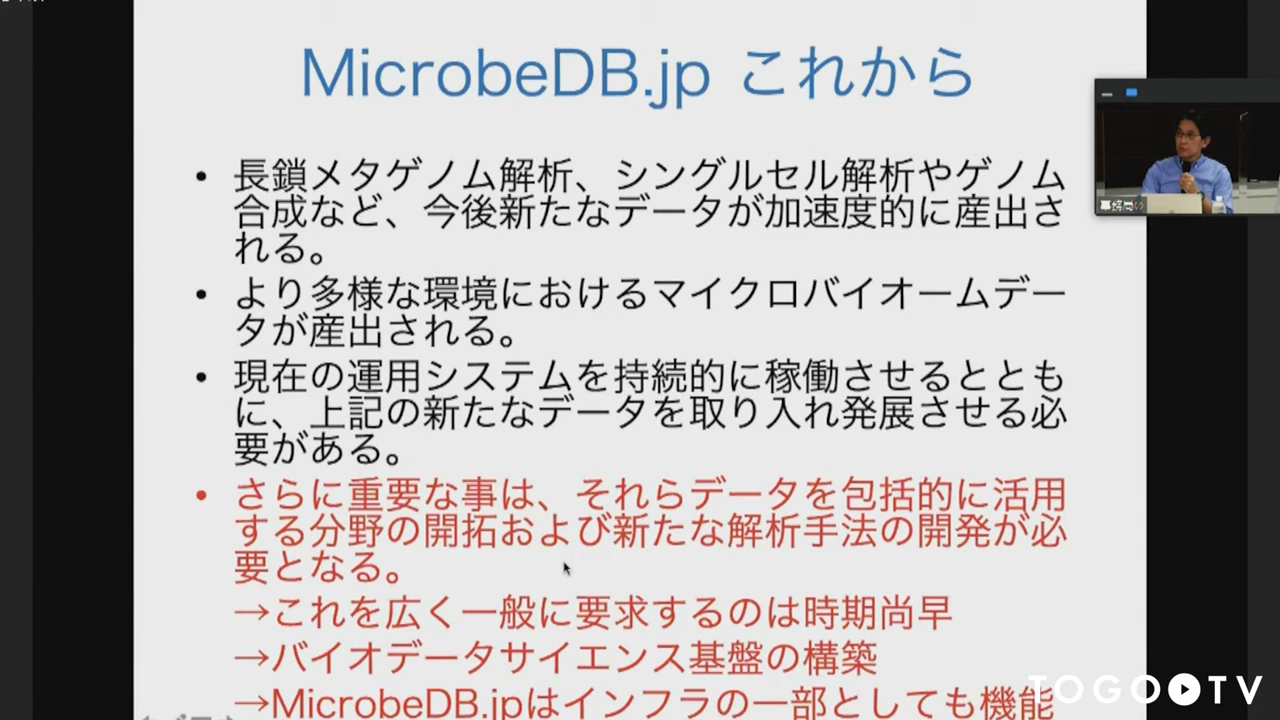 MicrobeDB.jp これから
• 長鎖メタゲノム解析、シングルセル解析やゲノム
合成など、今後新たなデータが加速度的に産出さ
れる。
• より多様な環境におけるマイクロバイオームデー
タが産出される。
• 現在の運用システムを持続的に稼働させるととも
に、上記の新たなデータを取り入れ発展させる必
要がある。
• さらに重要な事は、それらデータを包括的に活用
する分野の開拓および新たな解析手法の開発が必
要となる。
→これを広く一般に要求するのは時期尚早
→バイオデータサイエンス基盤の構築
→MicrobeDB.jpはインフラの一部としても機能
TOGO TV